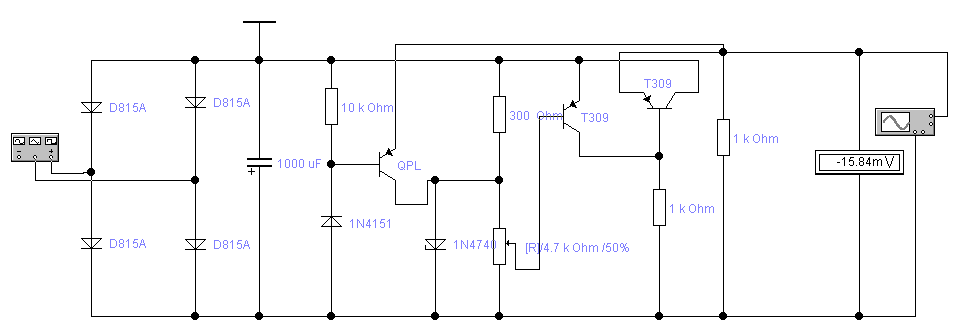 T309
D815A
D815A
10 k Ohm
300 Ohm
T309
1 k Ohm
1000 uF
QPL
-15.84mV
1 k Ohm
1N4151
D815A
D815A
1N4740
[R]/4.7 k Ohm /50%